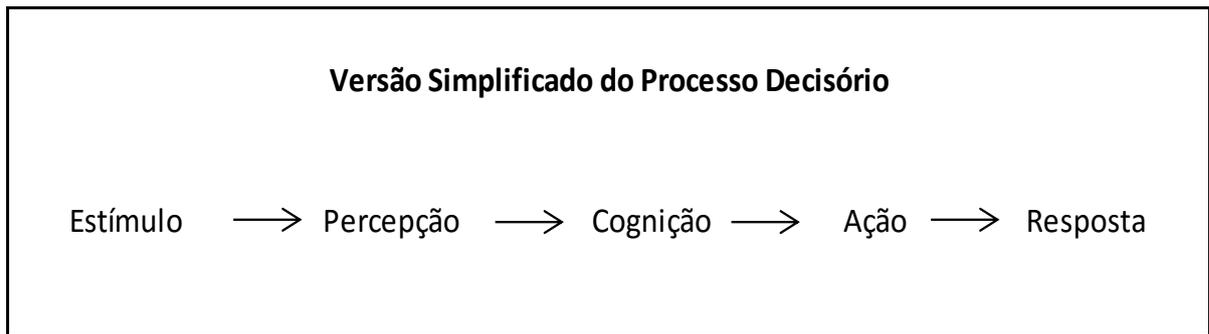 Versão Simplificado do Processo Decisório
Estímulo → Percepção → Cognição → Ação → Resposta